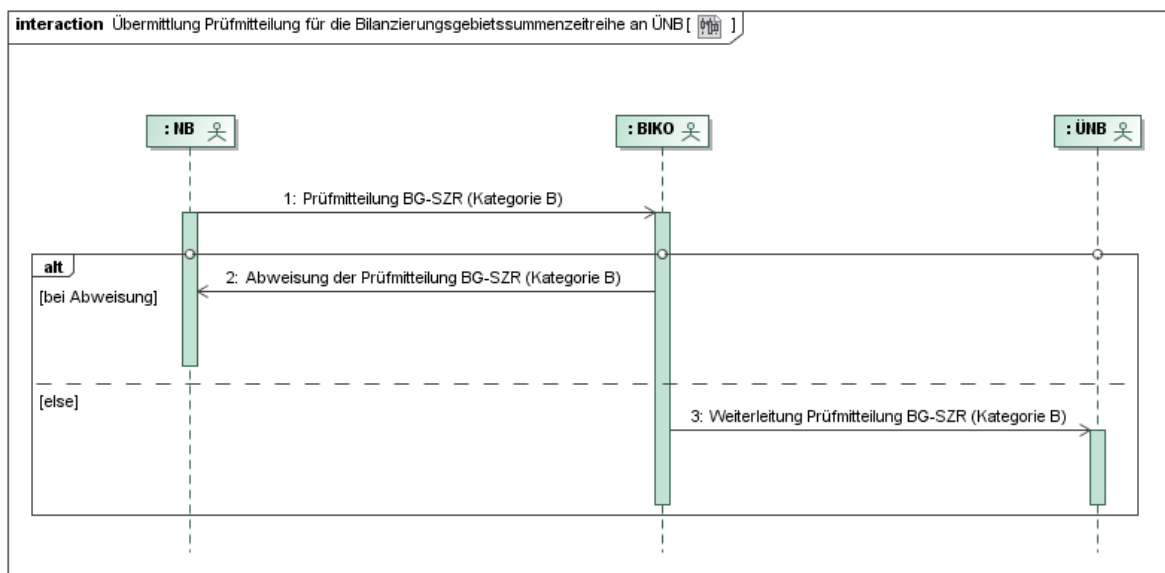 interaction Übermittlung Prüfmitteilung für die Bilanzierungsgebietssummenzeitreihe an ÜNB [ ]
: NB
: BIKO
: ÜNB
1: Prüfmitteilung BG-SZR (Kategorie B)
alt
2: Abweisung der Prüfmitteilung BG-SZR (Kategorie B)
[bei Abweisung]
[else]
3: Weiterleitung Prüfmitteilung BG-SZR (Kategorie B)